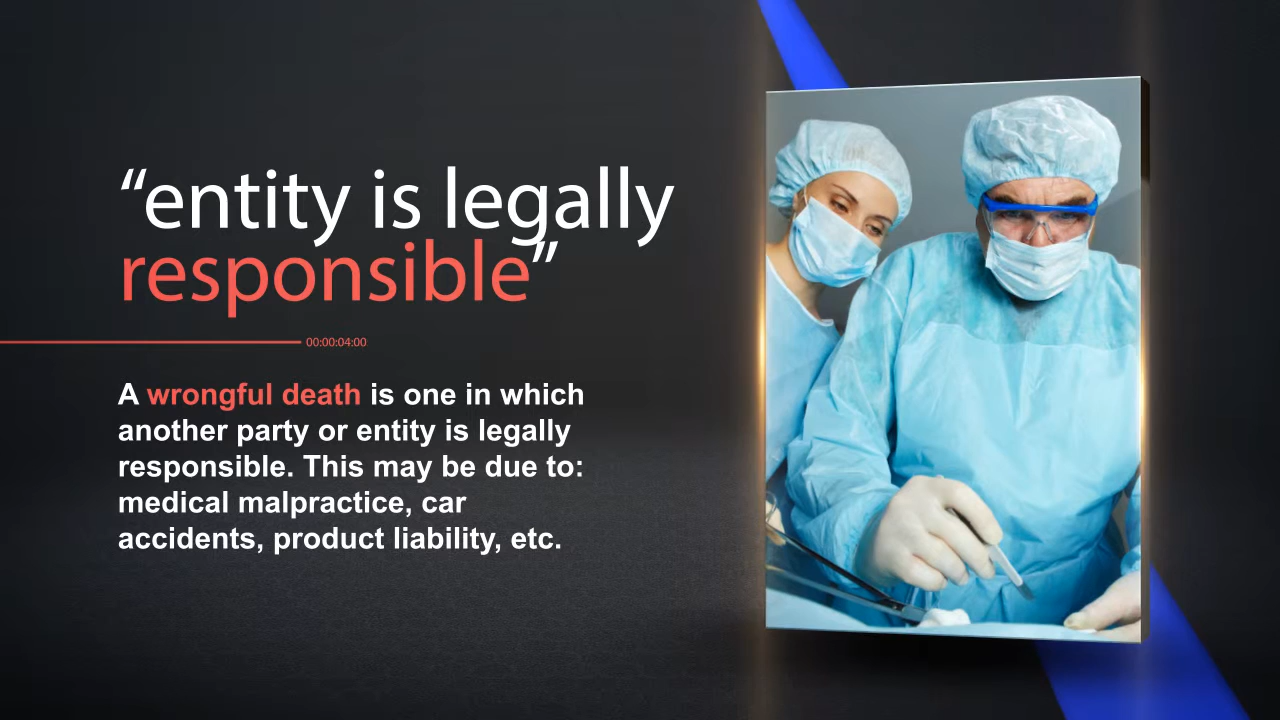 “entity is legally
responsible”
00:00:04:00
A wrongful death is one in which
another party or entity is legally
responsible. This may be due to:
medical malpractice, car
accidents, product liability, etc.